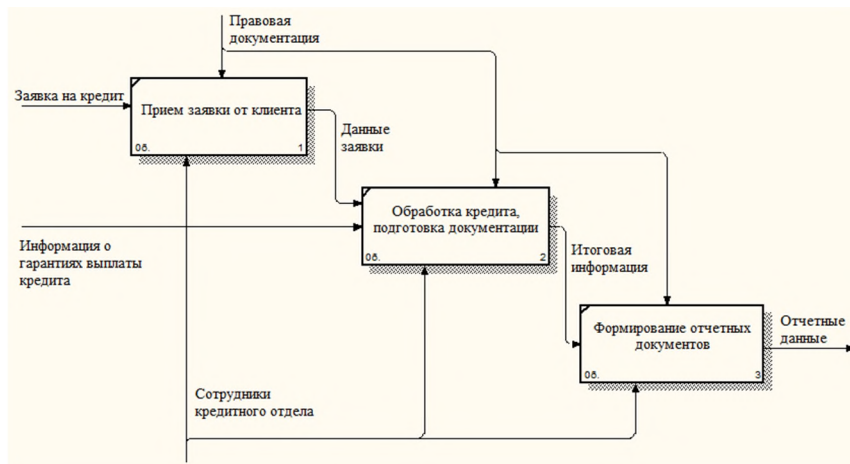 Правовая
документация
Заявка на кредит
Прием заявки от клиента
0б.
1
Данные
заявки
Обработка кредита,
подготовка документации
0б.
2
Информация о
гарантиях выплаты
кредита
Итоговая
информация
Формирование отчетных
документов
0б.
3
Отчетные
данные
Сотрудники
кредитного отдела